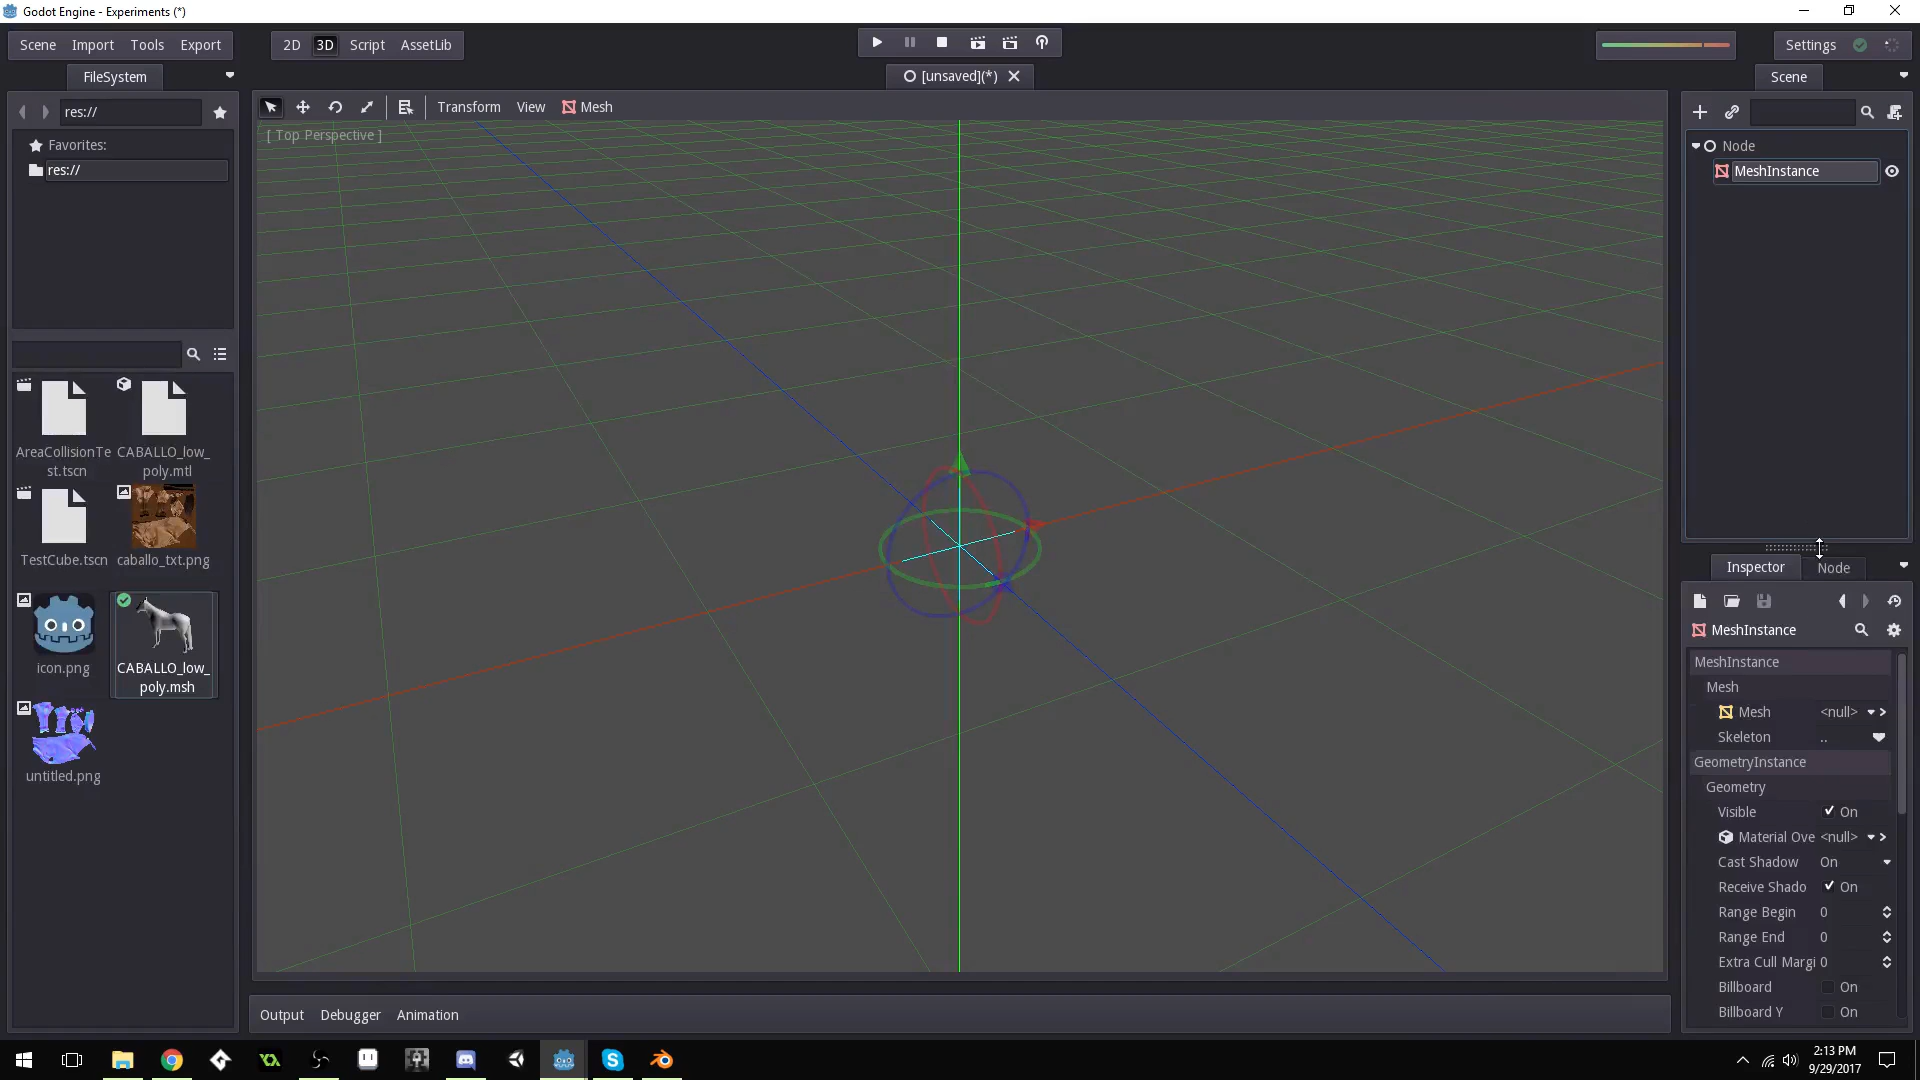 Godot Engine - Experiments (*)
Scene Import Tools Export
2D 3D Script AssetLib
Settings
FileSystem
[unsaved](*)
Scene
res://
Transform View Mesh
[ Top Perspective ]
Favorites:
res://
Node
MeshInstance
AreaCollisionTe
st.tscn
CABALLO_low_
poly.mtl
TestCube.tscn
caballo_txt.png
icon.png
CABALLO_low_
poly.msh
untitled.png
Inspector Node
MeshInstance
MeshInstance
Mesh
Mesh <null>
Skeleton ..
GeometryInstance
Geometry
Visible On
Material Ove <null>
Cast Shadow On
Receive Shado On
Range Begin 0
Range End 0
Extra Cull Margi 0
Billboard On
Billboard Y On
Output Debugger Animation
2:13 PM
9/29/2017